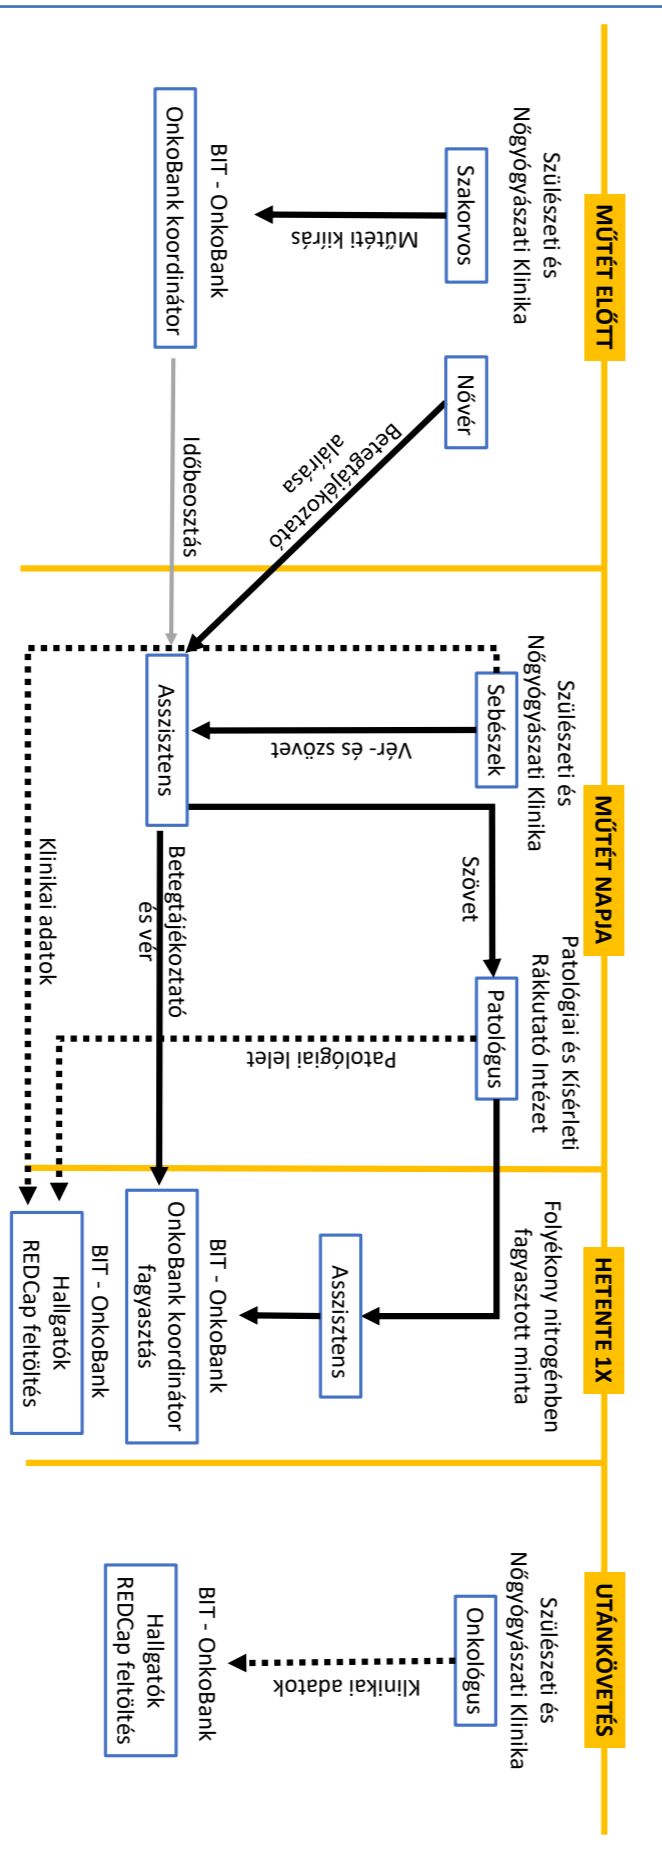 MŰTÉT ELŐTT
Szülészeti és
Nőgyógyászati Klinika
Szakorvos
Nővér
Műtéti kiírás
Betegtájékoztató
aláírása
BIT - OnkoBank
OnkoBank koordinátor
Időbeosztás
MŰTÉT NAPJA
Szülészeti és
Nőgyógyászati Klinika
Sebészek
Vér- és szövet
Asszisztens
Szövet
Patológiai és Kísérleti
Rákkutató Intézet
Patológus
Patológiai lelet
Betegtájékoztató
és vér
Klinikai adatok
HETENTE 1X
Folyékony nitrogénben
fagyasztott minta
Asszisztens
BIT - OnkoBank
OnkoBank koordinátor
fagyasztás
BIT - OnkoBank
Hallgatók
REDCap feltöltés
UTÁNKÖVETÉS
Szülészeti és
Nőgyógyászati Klinika
Onkológus
Klinikai adatok
BIT - OnkoBank
Hallgatók
REDCap feltöltés